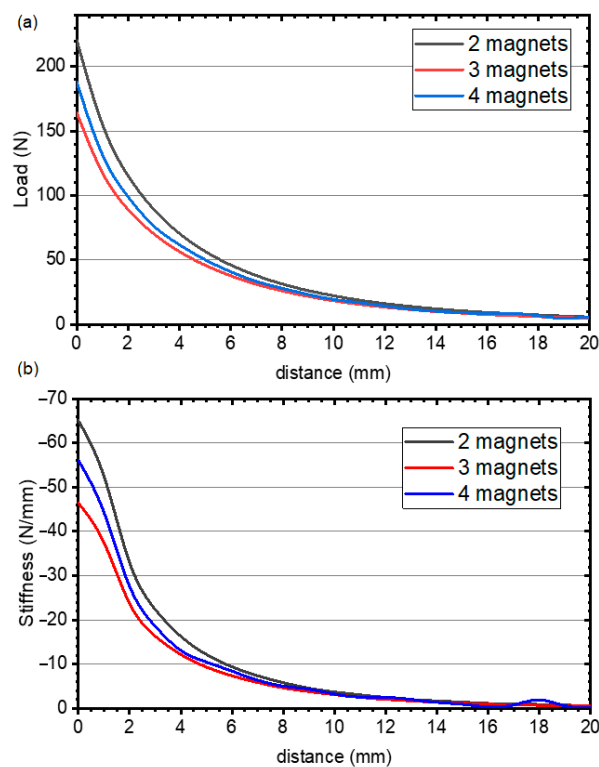 (a)
2 magnets
3 magnets
4 magnets
Load (N)
200
150
100
50
0
0 2 4 6 8 10 12 14 16 18 20
distance (mm)
(b)
2 magnets
3 magnets
4 magnets
Stiffness (N/mm)
–70
–60
–50
–40
–30
–20
–10
0
0 2 4 6 8 10 12 14 16 18 20
distance (mm)